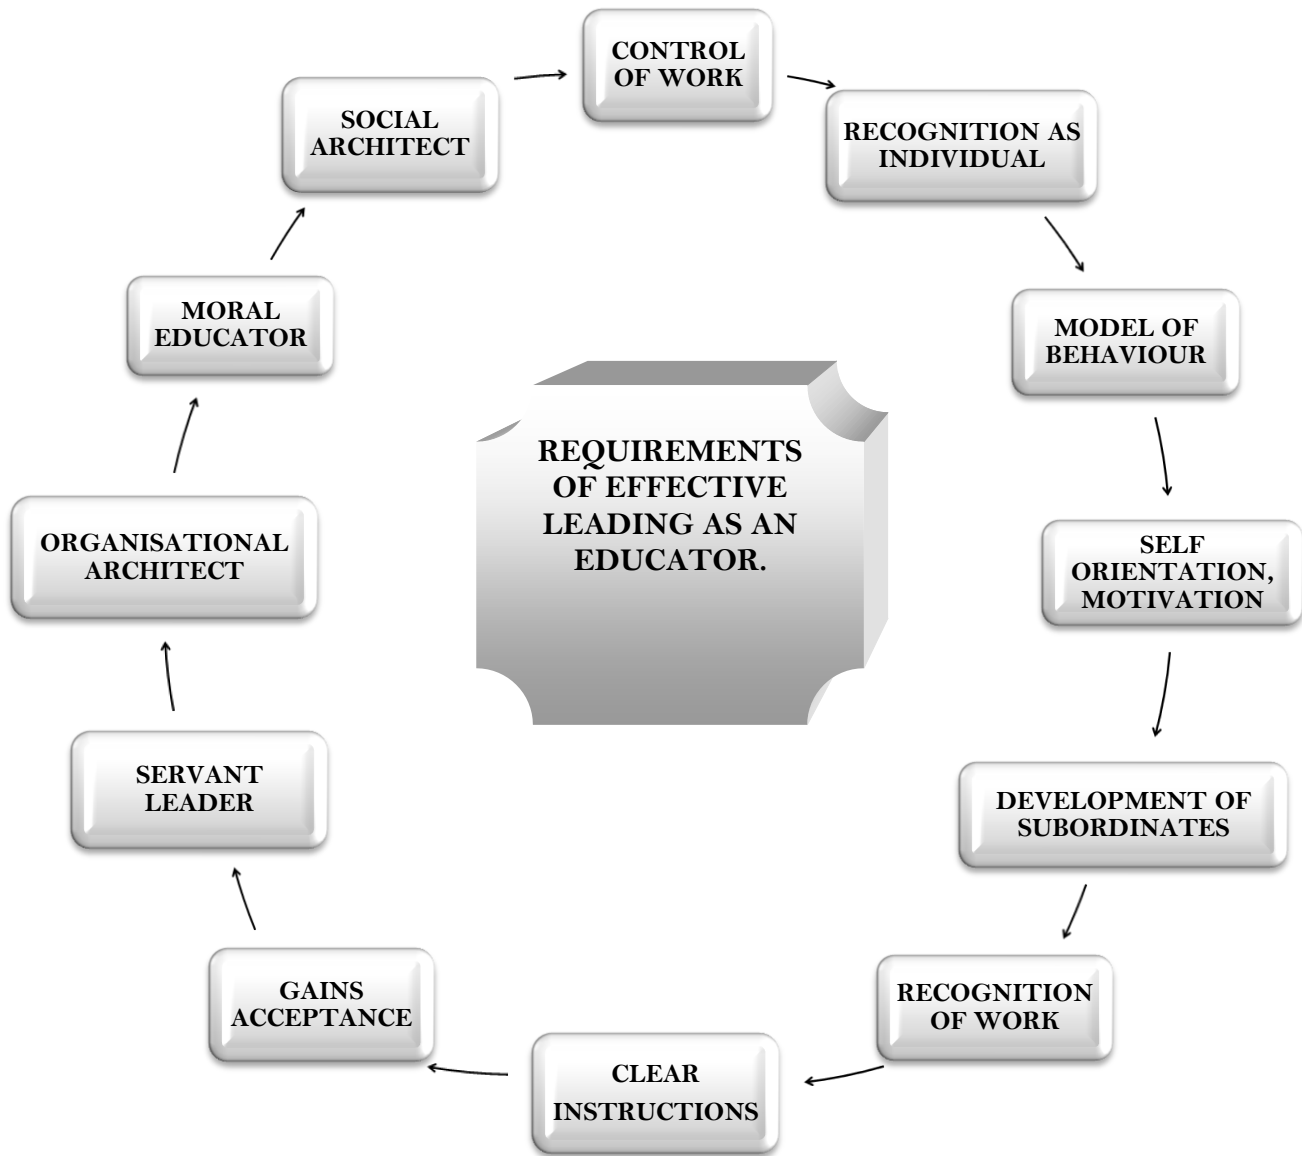 CONTROL
OF WORK
RECOGNITION AS
INDIVIDUAL
MODEL OF
BEHAVIOUR
SELF
ORIENTATION,
MOTIVATION
DEVELOPMENT OF
SUBORDINATES
RECOGNITION
OF WORK
CLEAR
INSTRUCTIONS
GAINS
ACCEPTANCE
SERVANT
LEADER
ORGANISATIONAL
ARCHITECT
MORAL
EDUCATOR
SOCIAL
ARCHITECT
REQUIREMENTS
OF EFFECTIVE
LEADING AS AN
EDUCATOR.